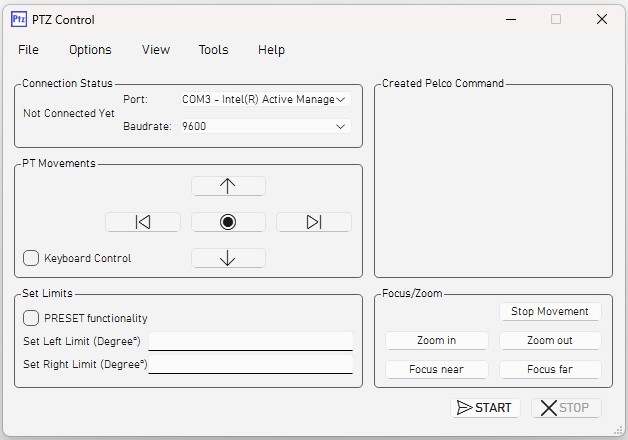 Ptz PTZ Control
File Options View Tools Help
Connection Status
Not Connected Yet
Port: COM3 - Intel(R) Active Manage
Baudrate: 9600
Created Pelco Command
PT Movements
Keyboard Control
Set Limits
PRESET functionality
Set Left Limit (Degree°)
Set Right Limit (Degree°)
Focus/Zoom
Stop Movement
Zoom in Zoom out
Focus near Focus far
START STOP